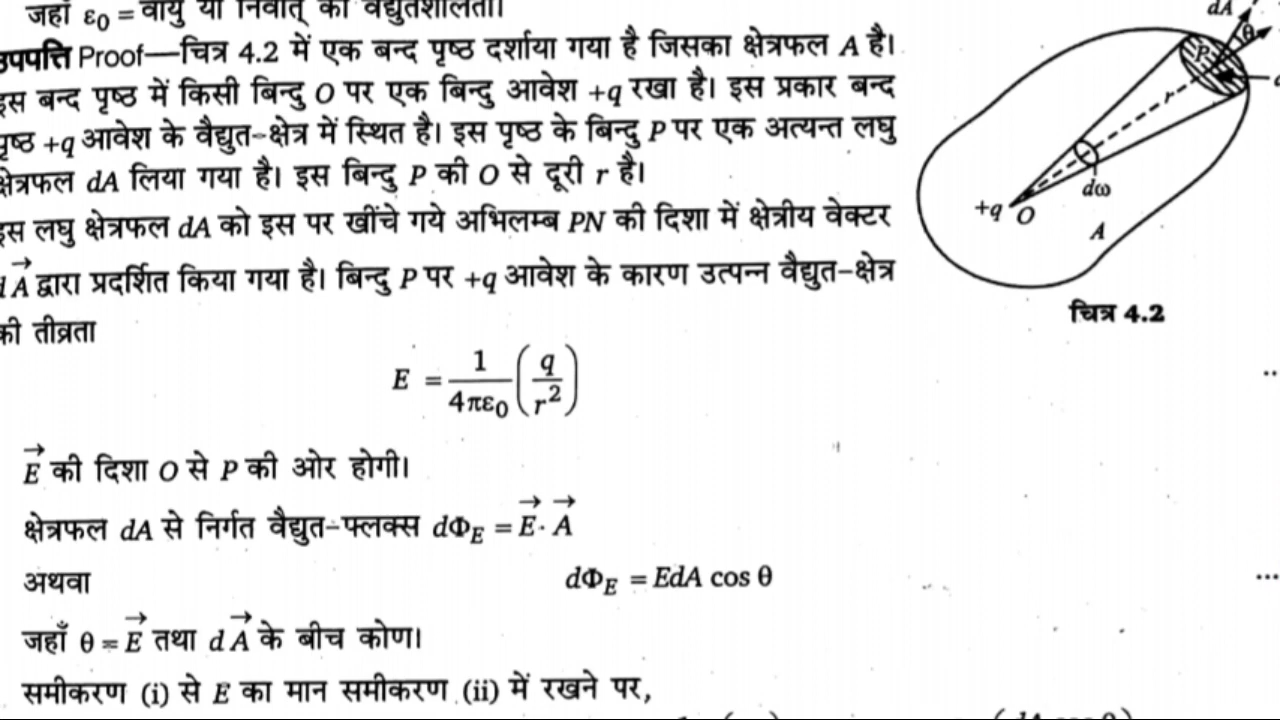 जहाँ ε₀ = वायु या निर्वात् की विद्युतशीलता।
उपपत्ति Proof—चित्र 4.2 में एक बन्द पृष्ठ दर्शाया गया है जिसका क्षेत्रफल A है।
इस बन्द पृष्ठ में किसी बिन्दु O पर एक बिन्दु आवेश +q रखा है। इस प्रकार बन्द
पृष्ठ +q आवेश के वैद्युत-क्षेत्र में स्थित है। इस पृष्ठ के बिन्दु P पर एक अत्यन्त लघु
क्षेत्रफल dA लिया गया है। इस बिन्दु P की O से दूरी r है।
इस लघु क्षेत्रफल dA को इस पर खींचे गये अभिलम्ब PN की दिशा में क्षेत्रीय वेक्टर
dA⃗ द्वारा प्रदर्शित किया गया है। बिन्दु P पर +q आवेश के कारण उत्पन्न वैद्युत-क्षेत्र
की तीव्रता
E = 1/4πε₀ (q/r²) ..
E⃗ की दिशा O से P की ओर होगी।
क्षेत्रफल dA से निर्गत वैद्युत-फ्लक्स dΦ_E = E⃗· A⃗
अथवा dΦ_E = EdA cos θ ...
जहाँ θ = E⃗ तथा dA⃗ के बीच कोण।
समीकरण (i) से E का मान समीकरण (ii) में रखने पर,
dA
θ
P
r
dω
+q O
A
चित्र 4.2